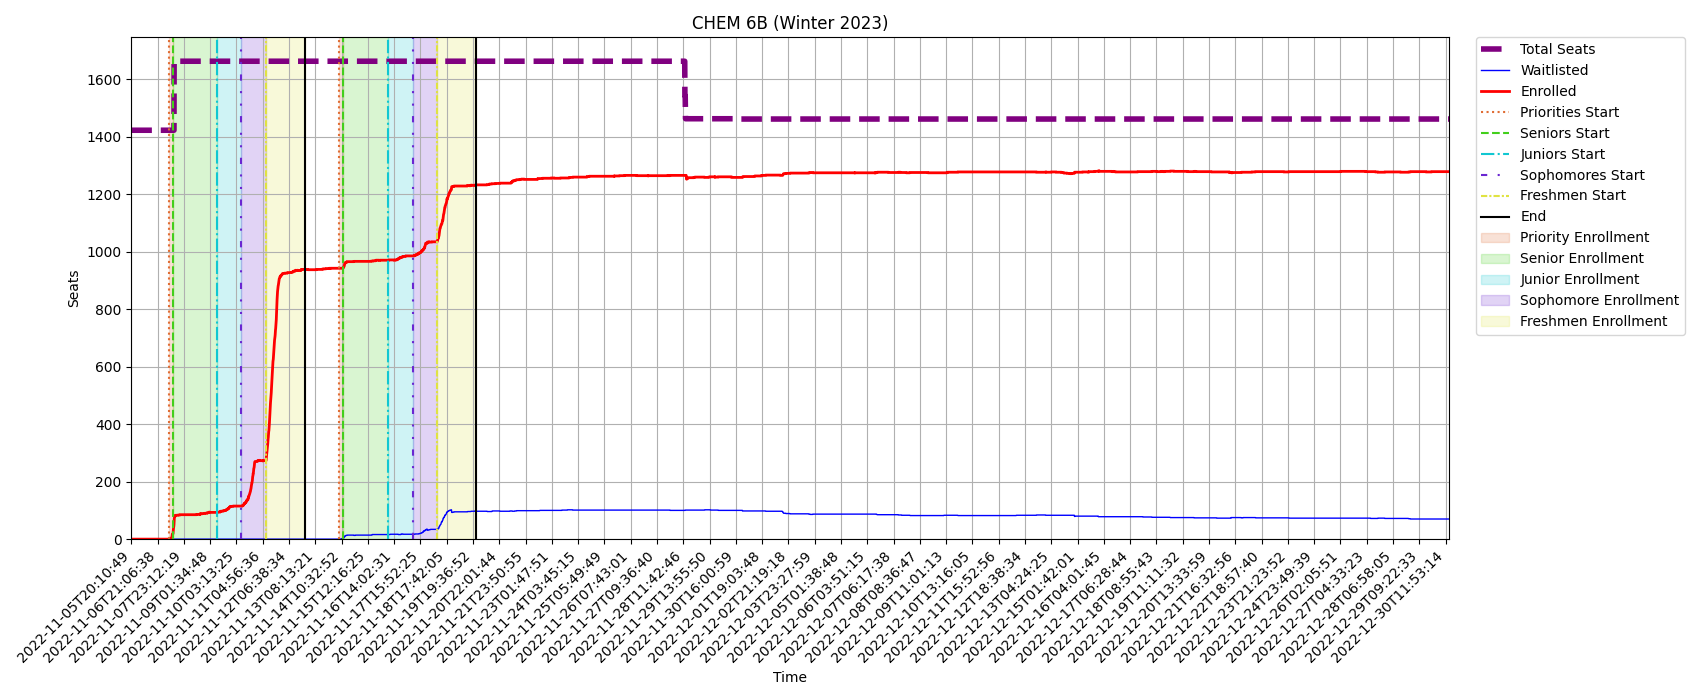 CHEM 6B (Winter 2023)
Total Seats
Waitlisted
Enrolled
Priorities Start
Seniors Start
Juniors Start
Sophomores Start
Freshmen Start
End
Priority Enrollment
Senior Enrollment
Junior Enrollment
Sophomore Enrollment
Freshmen Enrollment
Seats
1600
1400
1200
1000
800
600
400
200
0
2022-11-05T20:10:49
2022-11-06T21:06:38
2022-11-07T23:12:19
2022-11-09T01:34:48
2022-11-10T03:13:25
2022-11-11T04:56:36
2022-11-12T06:38:34
2022-11-13T08:13:21
2022-11-14T10:32:52
2022-11-15T12:16:25
2022-11-16T14:02:31
2022-11-17T15:52:25
2022-11-18T17:42:05
2022-11-19T19:36:52
2022-11-20T22:01:44
2022-11-21T23:50:55
2022-11-23T01:47:51
2022-11-24T03:45:15
2022-11-25T05:49:49
2022-11-26T07:43:01
2022-11-27T09:36:40
2022-11-28T11:42:46
2022-11-29T13:55:50
2022-11-30T16:00:59
2022-12-01T19:03:48
2022-12-02T21:19:18
2022-12-03T23:27:59
2022-12-05T01:38:48
2022-12-06T03:51:15
2022-12-07T06:17:38
2022-12-08T08:36:47
2022-12-09T11:01:13
2022-12-10T13:16:05
2022-12-11T15:52:56
2022-12-12T18:38:34
2022-12-13T04:24:25
2022-12-15T01:42:01
2022-12-16T04:01:45
2022-12-17T06:28:44
2022-12-18T08:55:43
2022-12-19T11:11:32
2022-12-20T13:33:59
2022-12-21T16:32:56
2022-12-22T18:57:40
2022-12-23T21:23:52
2022-12-24T23:49:39
2022-12-26T02:05:51
2022-12-27T04:33:23
2022-12-28T06:58:05
2022-12-29T09:22:33
2022-12-30T11:53:14
Time